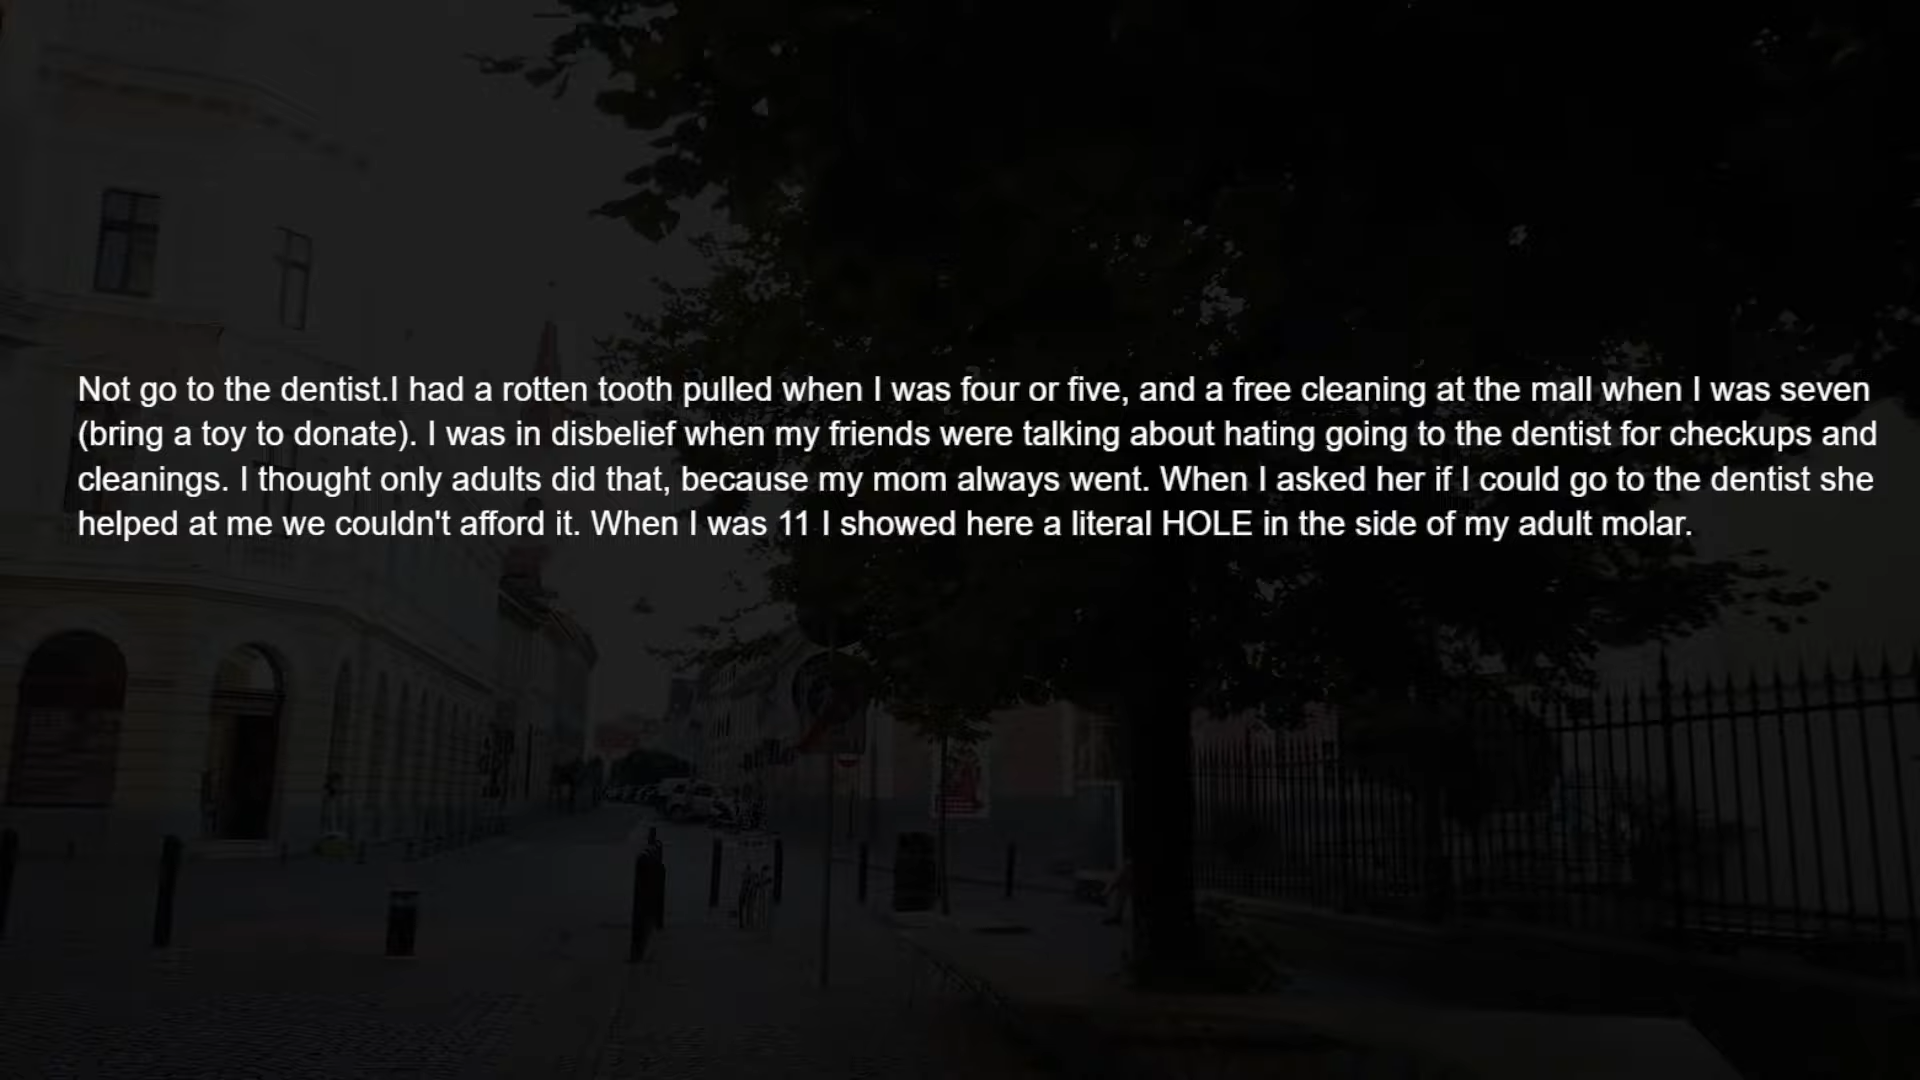 Not go to the dentist.I had a rotten tooth pulled when I was four or five, and a free cleaning at the mall when I was seven
(bring a toy to donate). I was in disbelief when my friends were talking about hating going to the dentist for checkups and
cleanings. I thought only adults did that, because my mom always went. When I asked her if I could go to the dentist she
helped at me we couldn't afford it. When I was 11 I showed here a literal HOLE in the side of my adult molar.